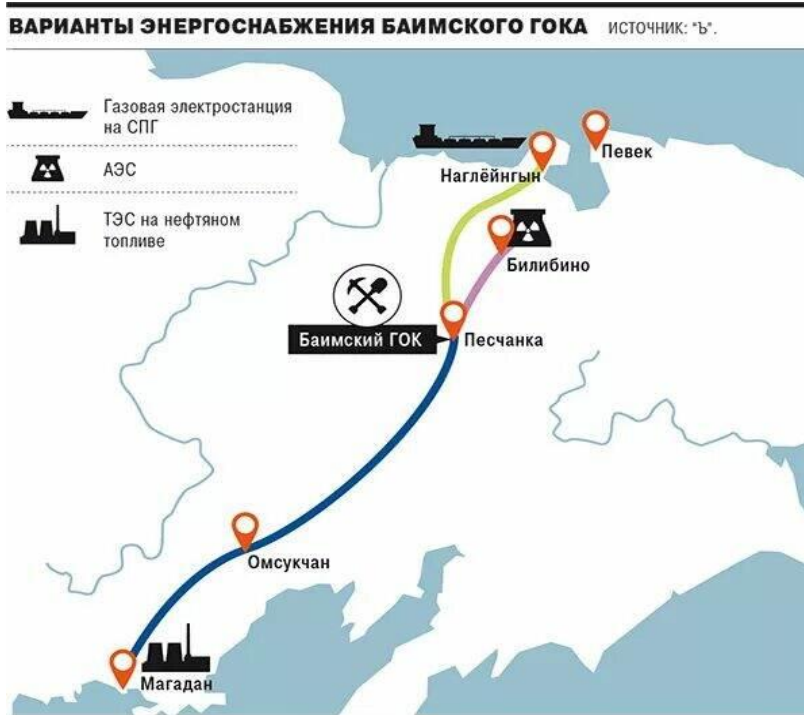 ВАРИАНТЫ ЭНЕРГОСНАБЖЕНИЯ БАИМСКОГО ГОКА ИСТОЧНИК: "Ъ".
Газовая электростанция
на СПГ
АЭС
ТЭС на нефтяном
топливе
Наглёйнгын
Певек
Билибино
Баимский ГОК
Песчанка
Омсукчан
Магадан